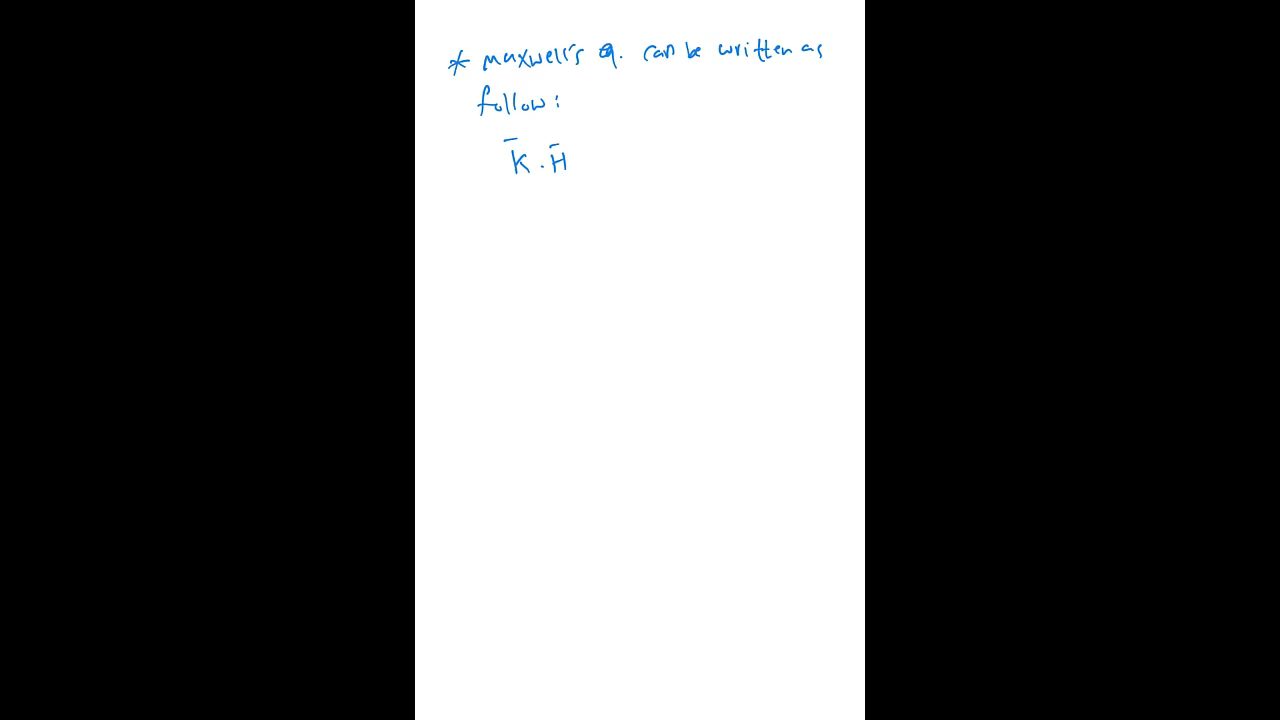 * Maxwell's eq. can be written as
follow:
K̄ . H̄